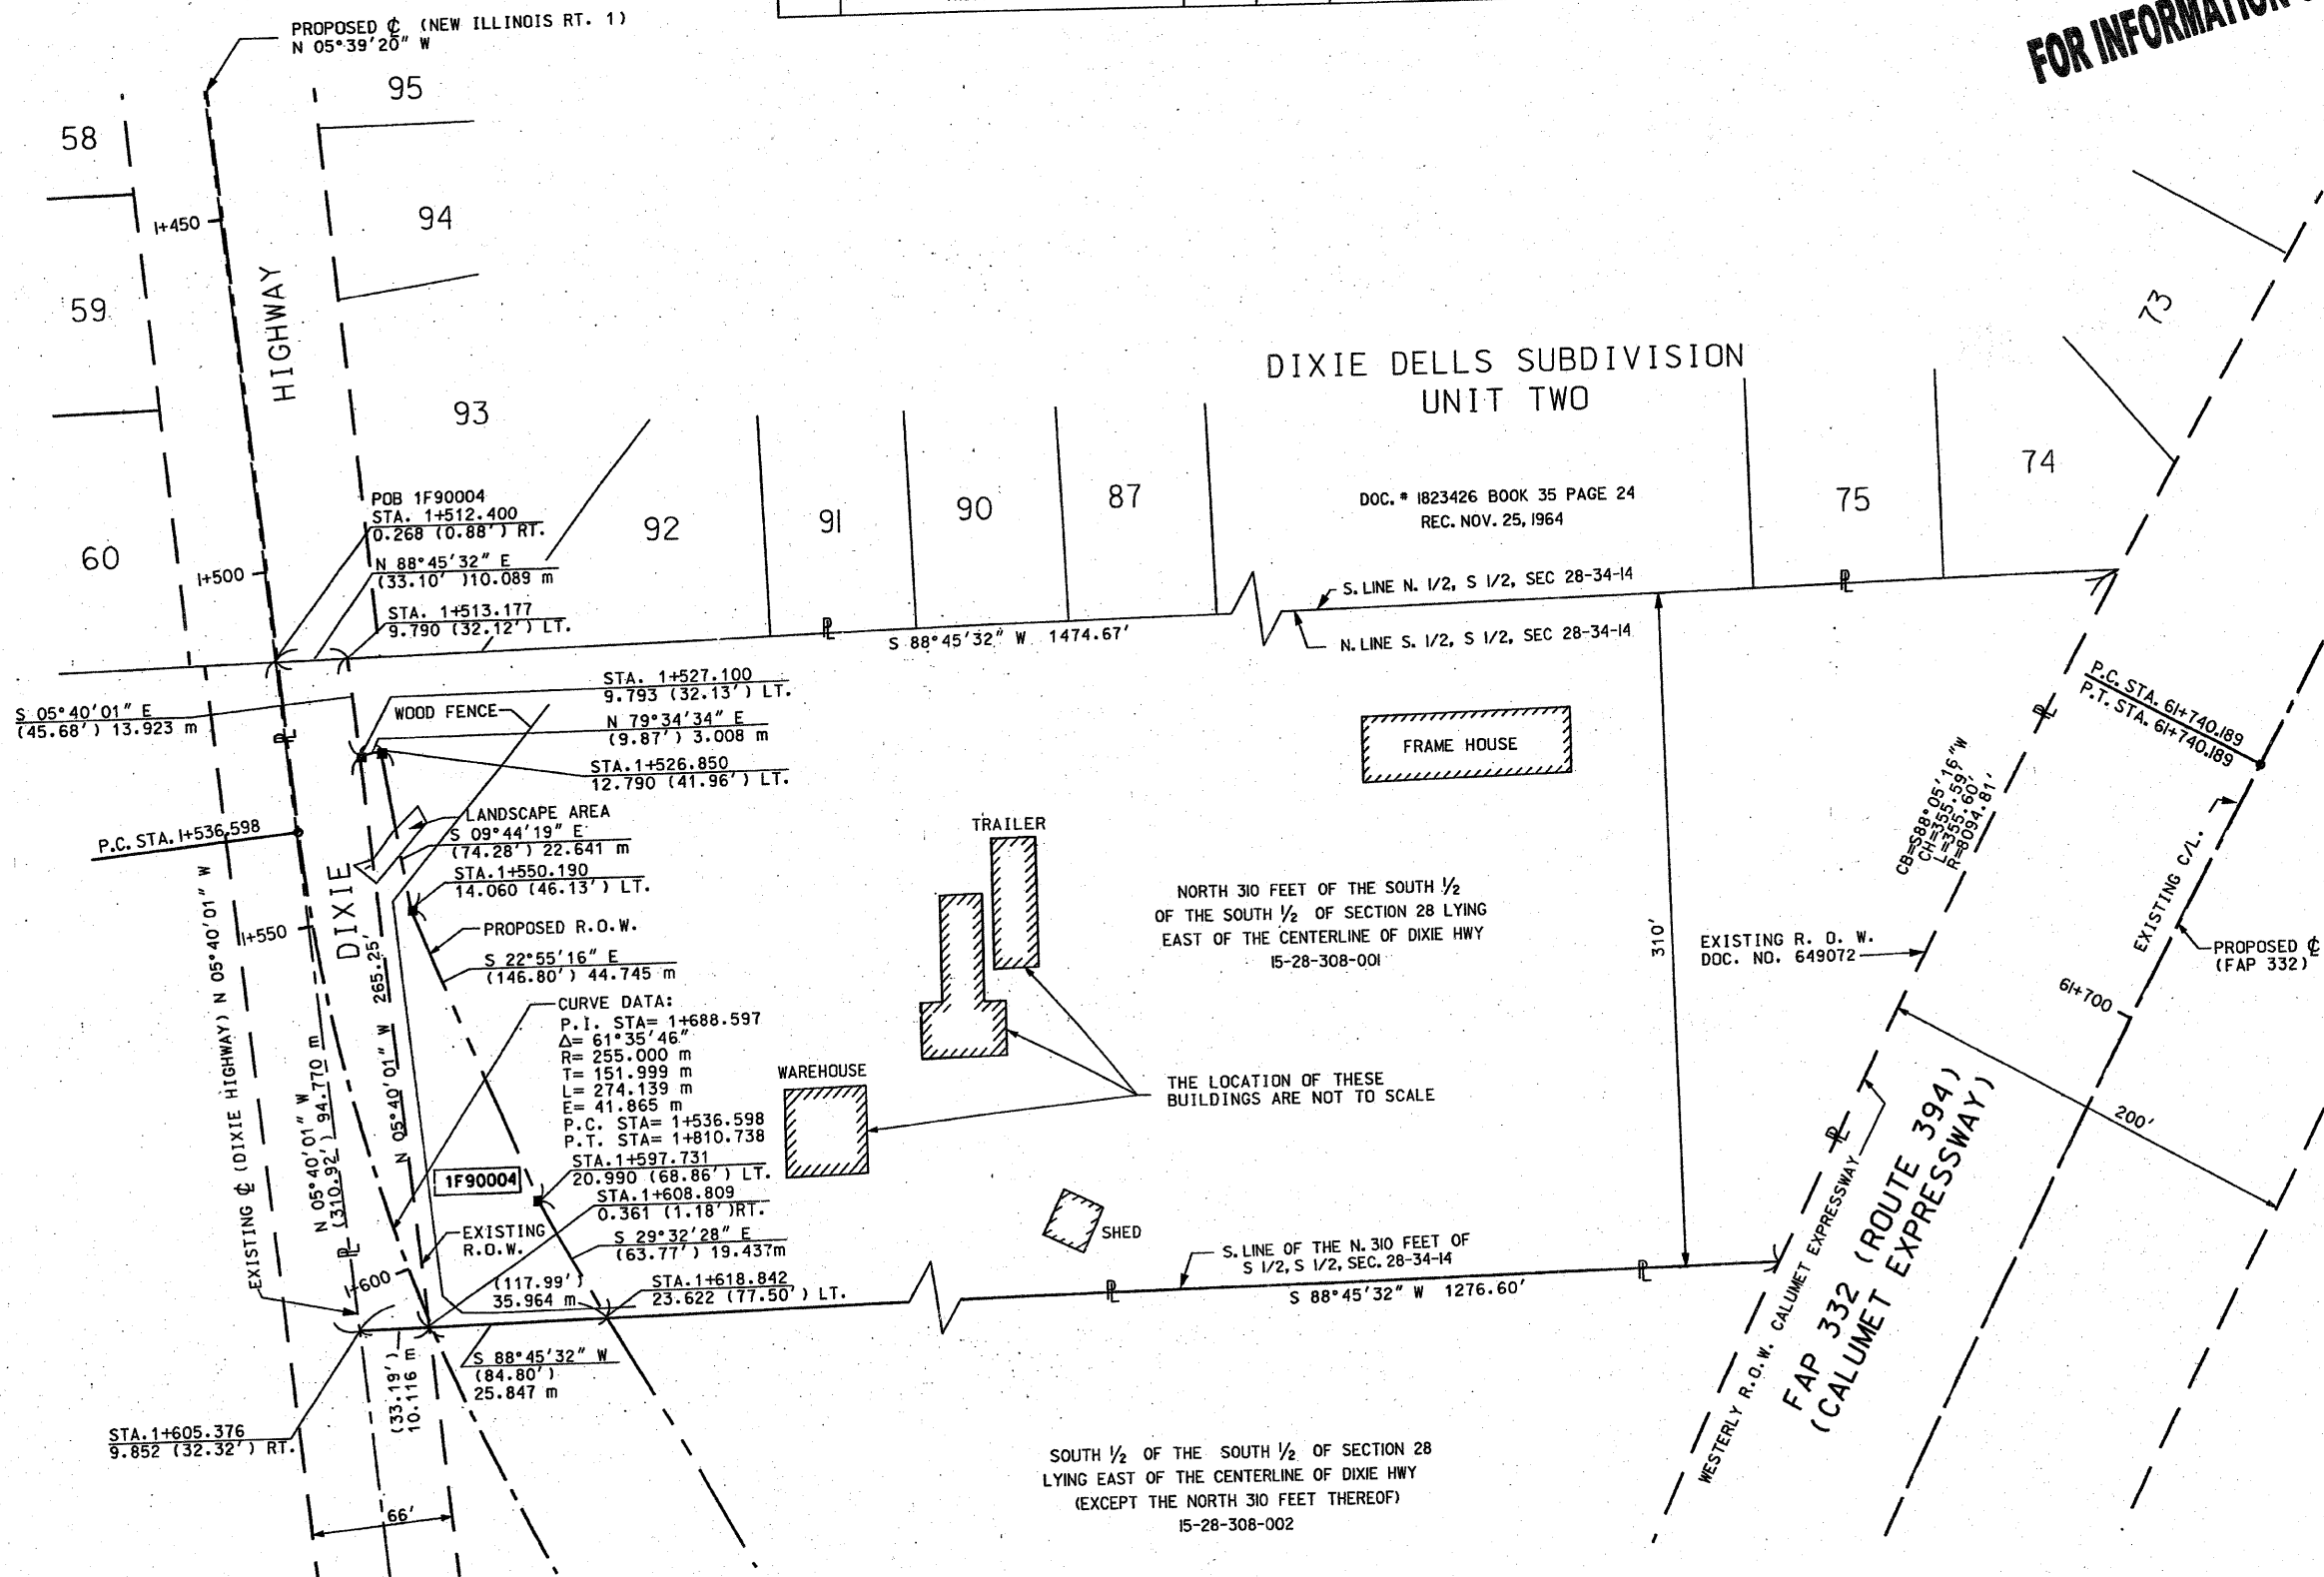 PROPOSED ℄ (NEW ILLINOIS RT. 1)
N 05°39'20" W
FOR INFORMATION
58
95
94
1+450
59
HIGHWAY
93
73
DIXIE DELLS SUBDIVISION
UNIT TWO
DOC. # 1823426 BOOK 35 PAGE 24
REC. NOV. 25, 1964
60
92
91
90
87
75
74
POB 1F90004
STA. 1+512.400
0.268 (0.88') RT.
N 88°45'32" E
(33.10' )10.089 m
1+500
STA. 1+513.177
9.790 (32.12') LT.
S. LINE N. 1/2, S 1/2, SEC 28-34-14
S 88°45'32" W 1474.67'
N. LINE S. 1/2, S 1/2, SEC 28-34-14
℄
℄
S 05°40'01" E
(45.68') 13.923 m
WOOD FENCE
STA. 1+527.100
9.793 (32.13') LT.
N 79°34'34" E
(9.87') 3.008 m
STA.1+526.850
12.790 (41.96') LT.
FRAME HOUSE
P.C. STA. 61+740.189
P.T. STA. 61+740.189
P.C. STA. 1+536.598
LANDSCAPE AREA
S 09°44'19" E
(74.28') 22.641 m
STA.1+550.190
14.060 (46.13') LT.
TRAILER
CB=S88°05'16"W
CH=355.59'
L=355.60'
R=8094.81'
EXISTING C/L.
DIXIE
1+550
PROPOSED R.O.W.
S 22°55'16" E
(146.80') 44.745 m
NORTH 310 FEET OF THE SOUTH 1/2
OF THE SOUTH 1/2 OF SECTION 28 LYING
EAST OF THE CENTERLINE OF DIXIE HWY
15-28-308-001
310'
EXISTING R. O. W.
DOC. NO. 649072
PROPOSED ℄
(FAP 332)
61+700
200'
EXISTING ℄ (DIXIE HIGHWAY) N 05°40'01" W
N 05°40'01" W
(310.92') 94.770 m
N 05°40'01" W 265.25'
CURVE DATA:
P.I. STA= 1+688.597
Δ= 61°35'46"
R= 255.000 m
T= 151.999 m
L= 274.139 m
E= 41.865 m
P.C. STA= 1+536.598
P.T. STA= 1+810.738
WAREHOUSE
THE LOCATION OF THESE
BUILDINGS ARE NOT TO SCALE
1F90004
STA.1+597.731
20.990 (68.86') LT.
STA.1+608.809
0.361 (1.18' )RT.
EXISTING
R.O.W.
S 29°32'28" E
(63.77') 19.437m
SHED
1+600
(117.99')
35.964 m
STA.1+618.842
23.622 (77.50') LT.
S. LINE OF THE N. 310 FEET OF
S 1/2, S 1/2, SEC. 28-34-14
S 88°45'32" W 1276.60'
WESTERLY R.O.W. CALUMET EXPRESSWAY
FAP 332 (ROUTE 394)
(CALUMET EXPRESSWAY)
S 88°45'32" W
(84.80')
25.847 m
(33.19')
10.116 m
STA.1+605.376
9.852 (32.32') RT.
66'
SOUTH 1/2 OF THE SOUTH 1/2 OF SECTION 28
LYING EAST OF THE CENTERLINE OF DIXIE HWY
(EXCEPT THE NORTH 310 FEET THEREOF)
15-28-308-002